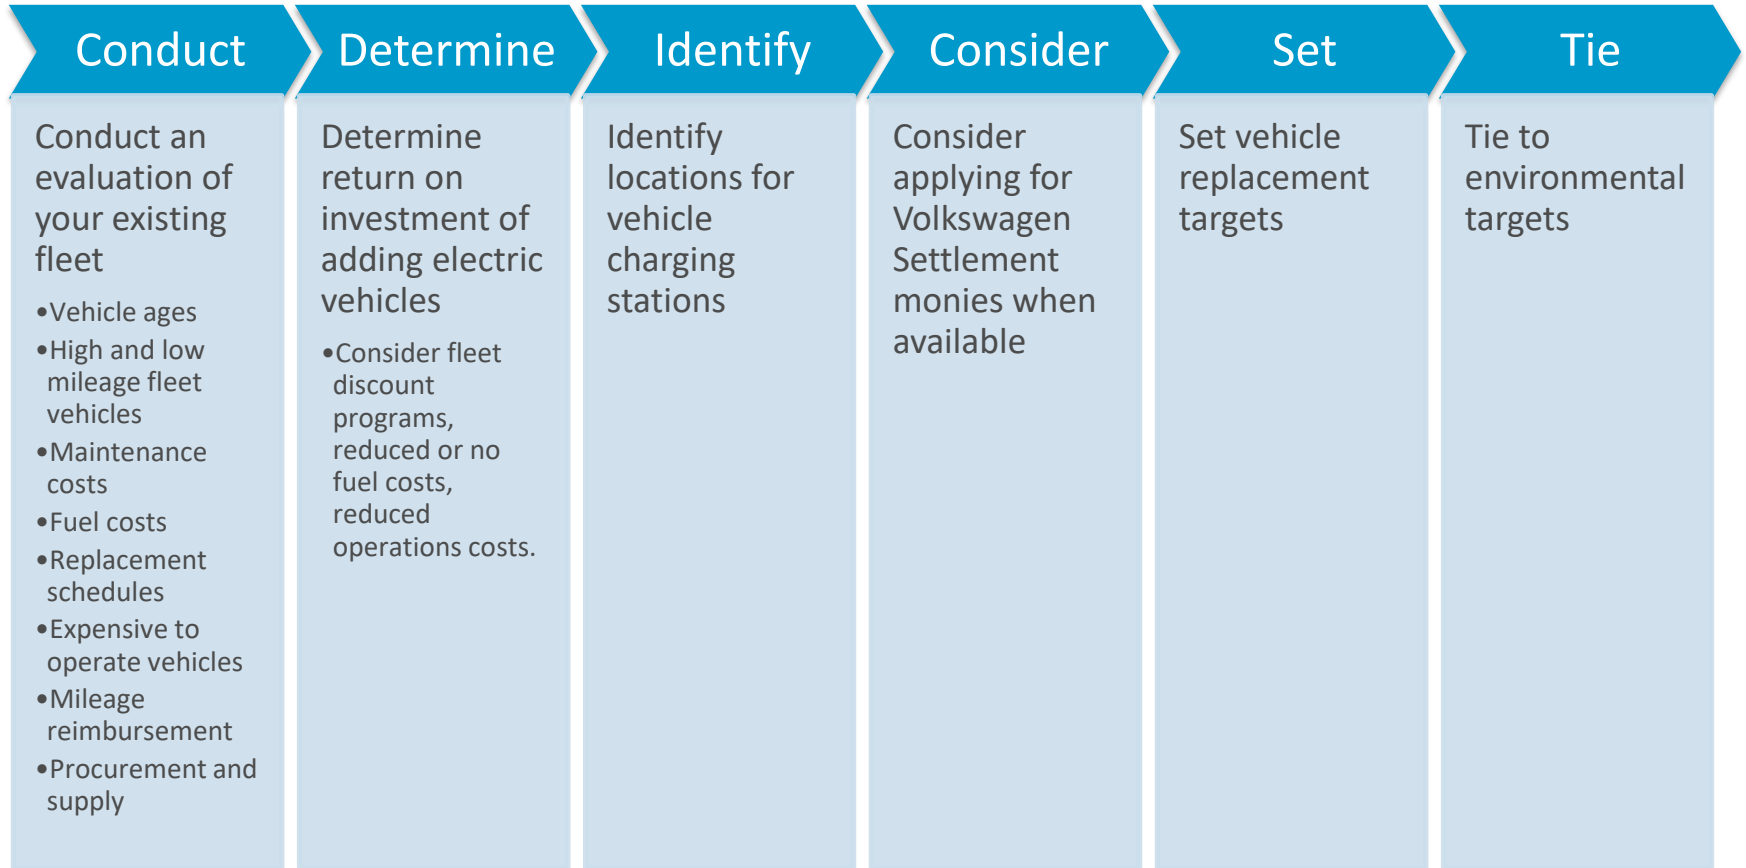 Conduct
Determine
Identify
Consider
Set
Tie
Conduct an
evaluation of
your existing
fleet
•Vehicle ages
•High and low
mileage fleet
vehicles
•Maintenance
costs
•Fuel costs
•Replacement
schedules
•Expensive to
operate vehicles
•Mileage
reimbursement
•Procurement and
supply
Determine
return on
investment of
adding electric
vehicles
•Consider fleet
discount
programs,
reduced or no
fuel costs,
reduced
operations costs.
Identify
locations for
vehicle
charging
stations
Consider
applying for
Volkswagen
Settlement
monies when
available
Set vehicle
replacement
targets
Tie to
environmental
targets